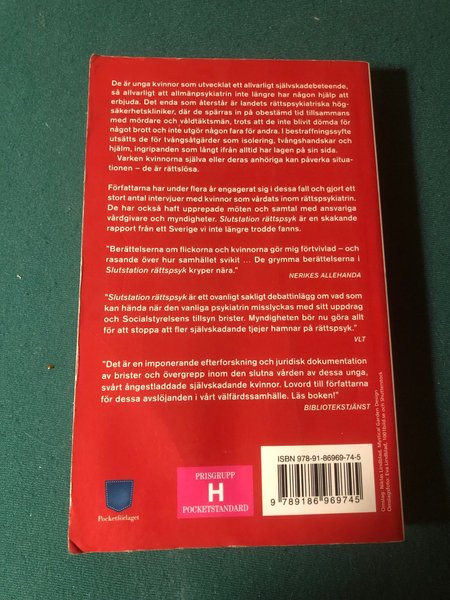 De är unga kvinnor som utvecklat ett allvarligt självskadebeteende,
så allvarligt att allmänpsykiatrin inte längre har någon hjälp att
erbjuda. Det enda som återstår är landets rättspsykiatriska hög-
säkerhetskliniker, där de spärras in på obestämd tid tillsammans
med mördare och våldtäktsmän, trots att de inte blivit dömda för
något brott och inte utgör någon fara för andra. I bestraffningssyfte
utsätts de för tvångsåtgärder som isolering, tvångshandskar och
hjälm, ingripanden som långt ifrån alltid har lagen på sin sida.
Varken kvinnorna själva eller deras anhöriga kan påverka situa-
tionen – de är rättslösa.
Författarna har under flera år engagerat sig i dessa fall och gjort ett
stort antal intervjuer med kvinnor som vårdats inom rättspsykiatrin.
De har också haft upprepade möten och samtal med ansvariga
vårdgivare och myndigheter. Slutstation rättspsyk är en skakande
rapport från ett Sverige vi inte längre trodde fanns.
"Berättelserna om flickorna och kvinnorna gör mig förtvivlad – och
rasande över hur samhället svikit ... De grymma berättelserna i
Slutstation rättspsyk kryper nära."
NERIKES ALLEHANDA
"Slutstation rättspsyk är ett ovanligt sakligt debattinlägg om vad som
kan hända när den vanliga psykiatrin misslyckas med sitt uppdrag
och Socialstyrelsens tillsyn brister. Myndigheten bör nu göra allt
för att stoppa att fler självskadande tjejer hamnar på rättspsyk."
VLT
"Det är en imponerande efterforskning och juridisk dokumentation
av brister och övergrepp inom den slutna vården av dessa unga,
svårt ångestladdade självskadande kvinnor. Lovord till författarna
för dessa avslöjanden i vårt välfärdssamhälle. Läs boken!"
BIBLIOTEKSTJÄNST
Pocketförlaget
PRISGRUPP
H
POCKETSTANDARD
ISBN 978-91-86969-74-5
9 789186 969745
Omslag: Niklas Lindblad, Mystical Garden Design
Omslagsfoto: Eva Lindblad, 1001bild.se och Shutterstock